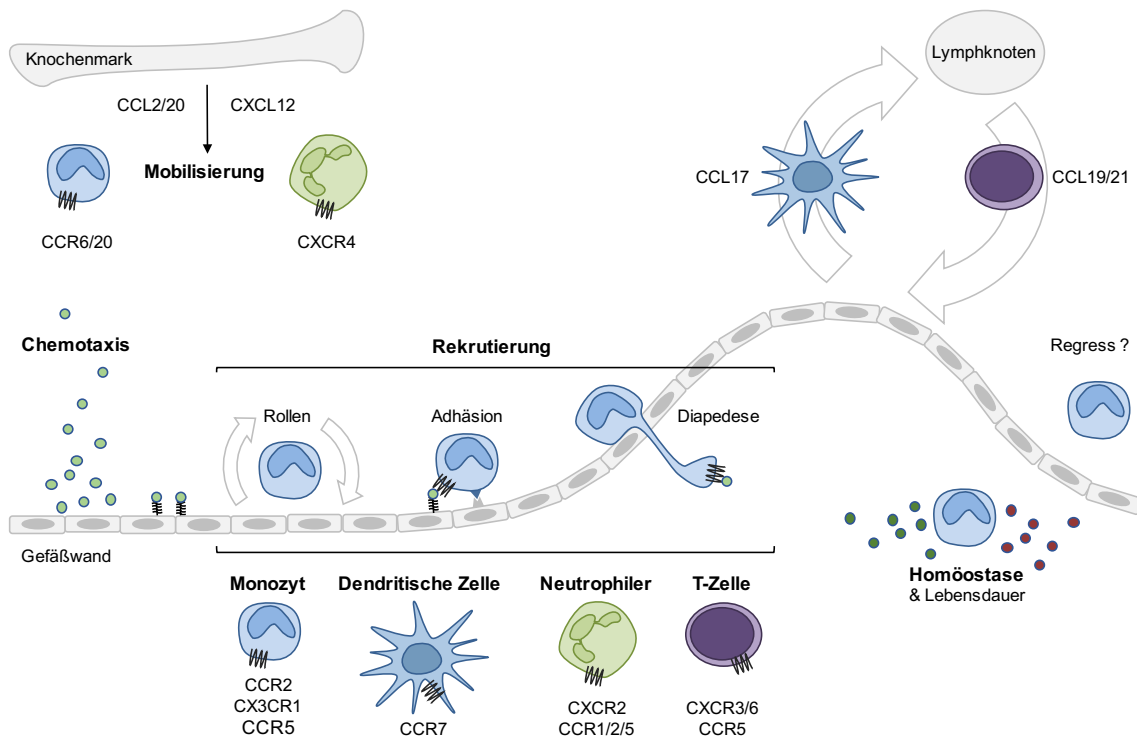 Knochenmark
CCL2/20
CXCL12
Mobilisierung
CCR6/20
CXCR4
Lymphknoten
CCL17
CCL19/21
Chemotaxis
Rekrutierung
Rollen
Adhäsion
Diapedese
Regress ?
Gefäßwand
Homöostase
& Lebensdauer
Monozyt
CCR2
CX3CR1
CCR5
Dendritische Zelle
CCR7
Neutrophiler
CXCR2
CCR1/2/5
T-Zelle
CXCR3/6
CCR5